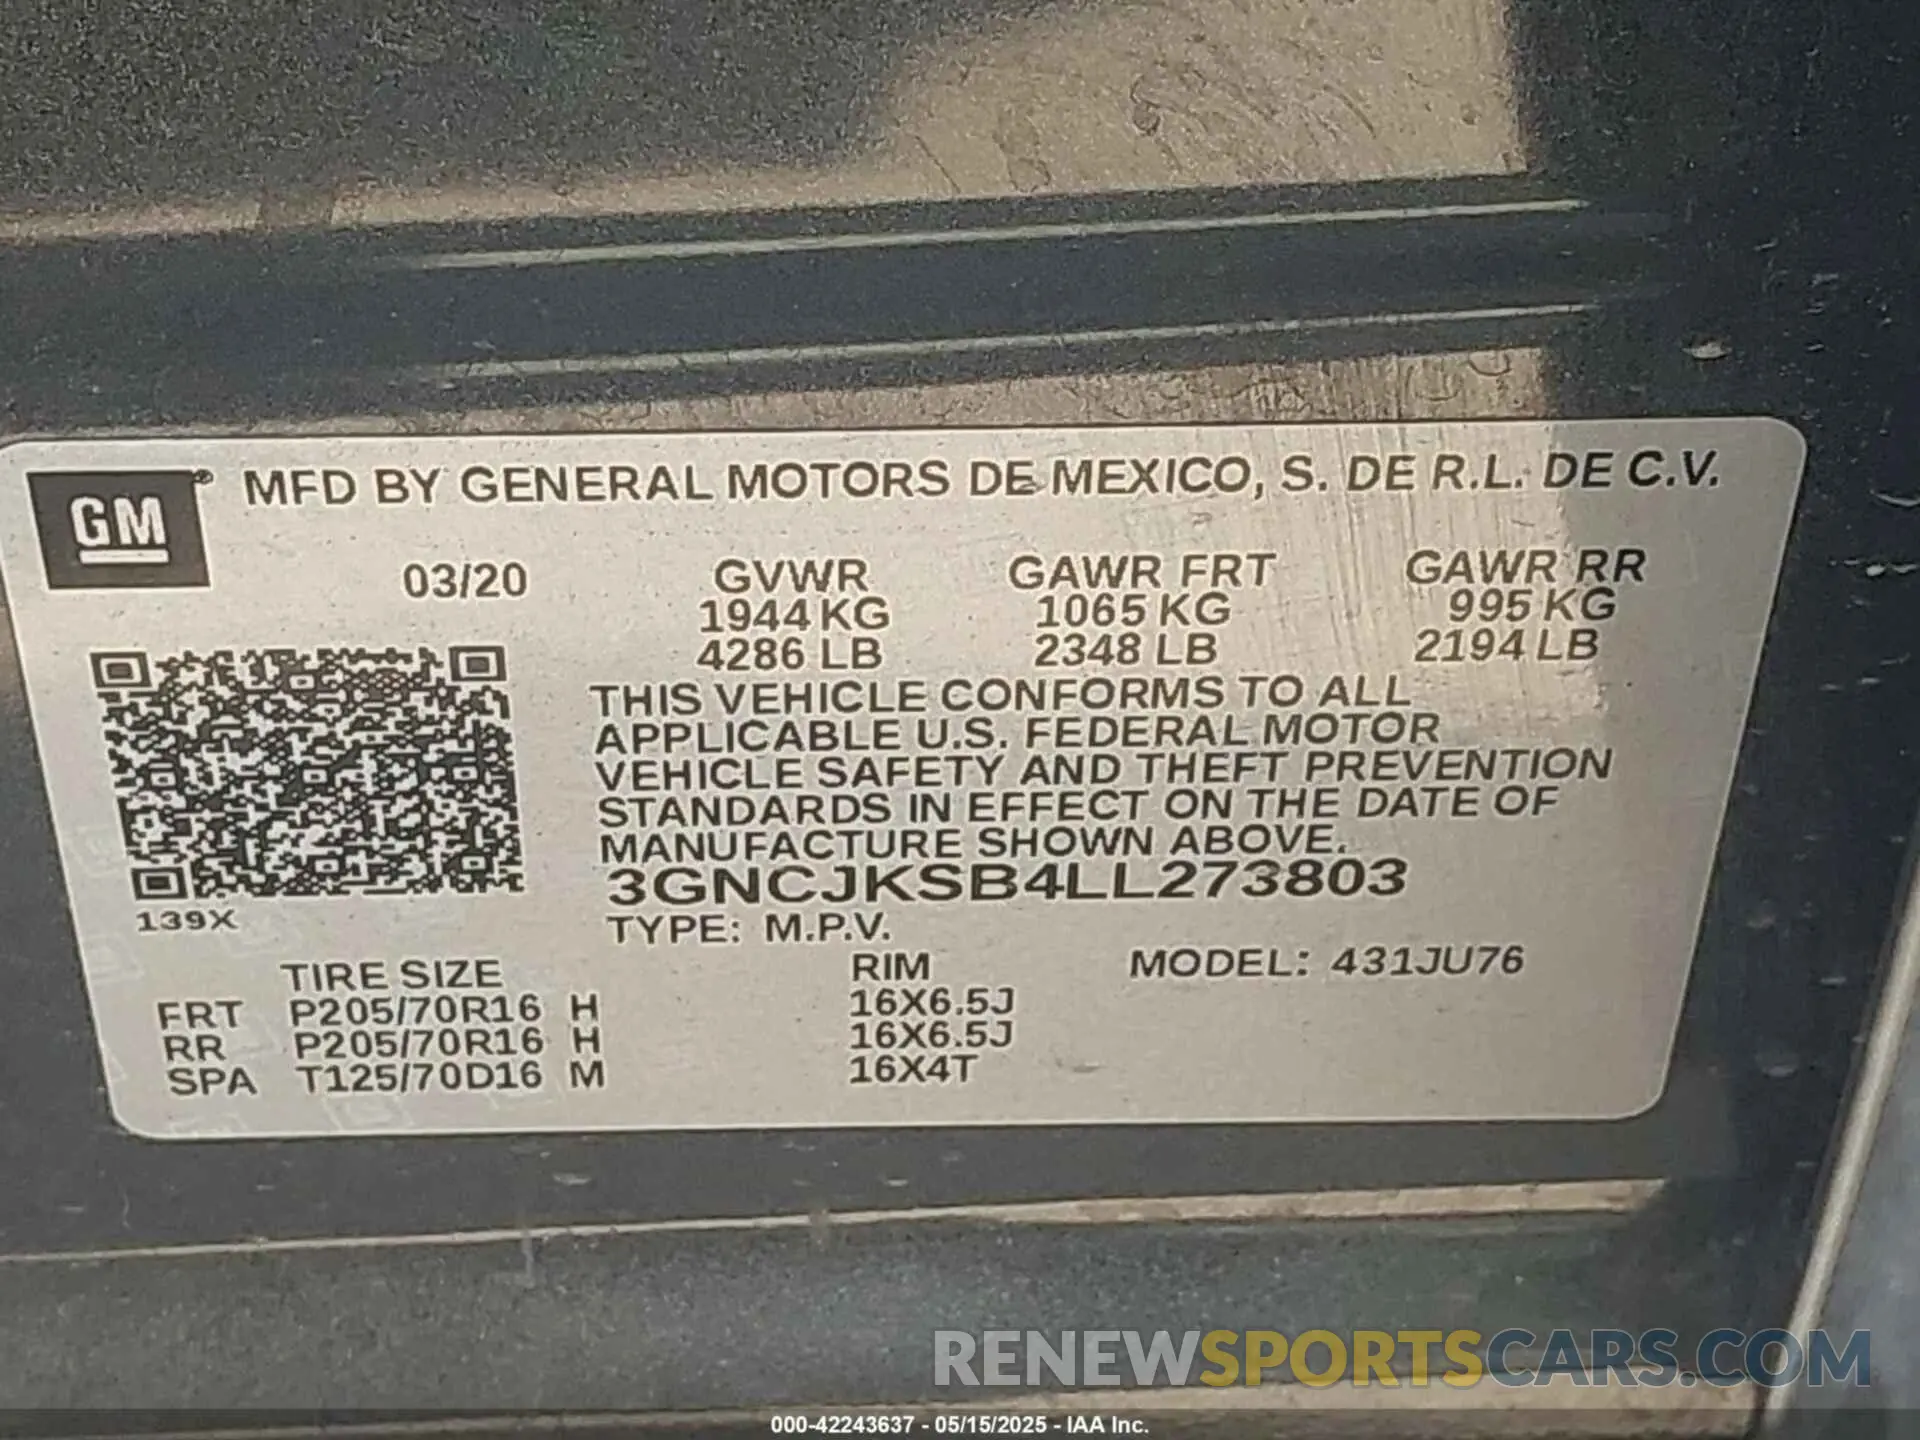 GM® MFD BY GENERAL MOTORS DE MEXICO, S. DE R.L. DE C.V.
03/20 GVWR GAWR FRT GAWR RR
1944 KG 1065 KG 995 KG
4286 LB 2348 LB 2194 LB
THIS VEHICLE CONFORMS TO ALL
APPLICABLE U.S. FEDERAL MOTOR
VEHICLE SAFETY AND THEFT PREVENTION
STANDARDS IN EFFECT ON THE DATE OF
MANUFACTURE SHOWN ABOVE.
3GNCJKSB4LL273803
139X TYPE: M.P.V.
TIRE SIZE RIM MODEL: 431JU76
FRT P205/70R16 H 16X6.5J
RR P205/70R16 H 16X6.5J
SPA T125/70D16 M 16X4T
RENEWSPORTSCARS.COM
000-42243637 - 05/15/2025 - IAA Inc.